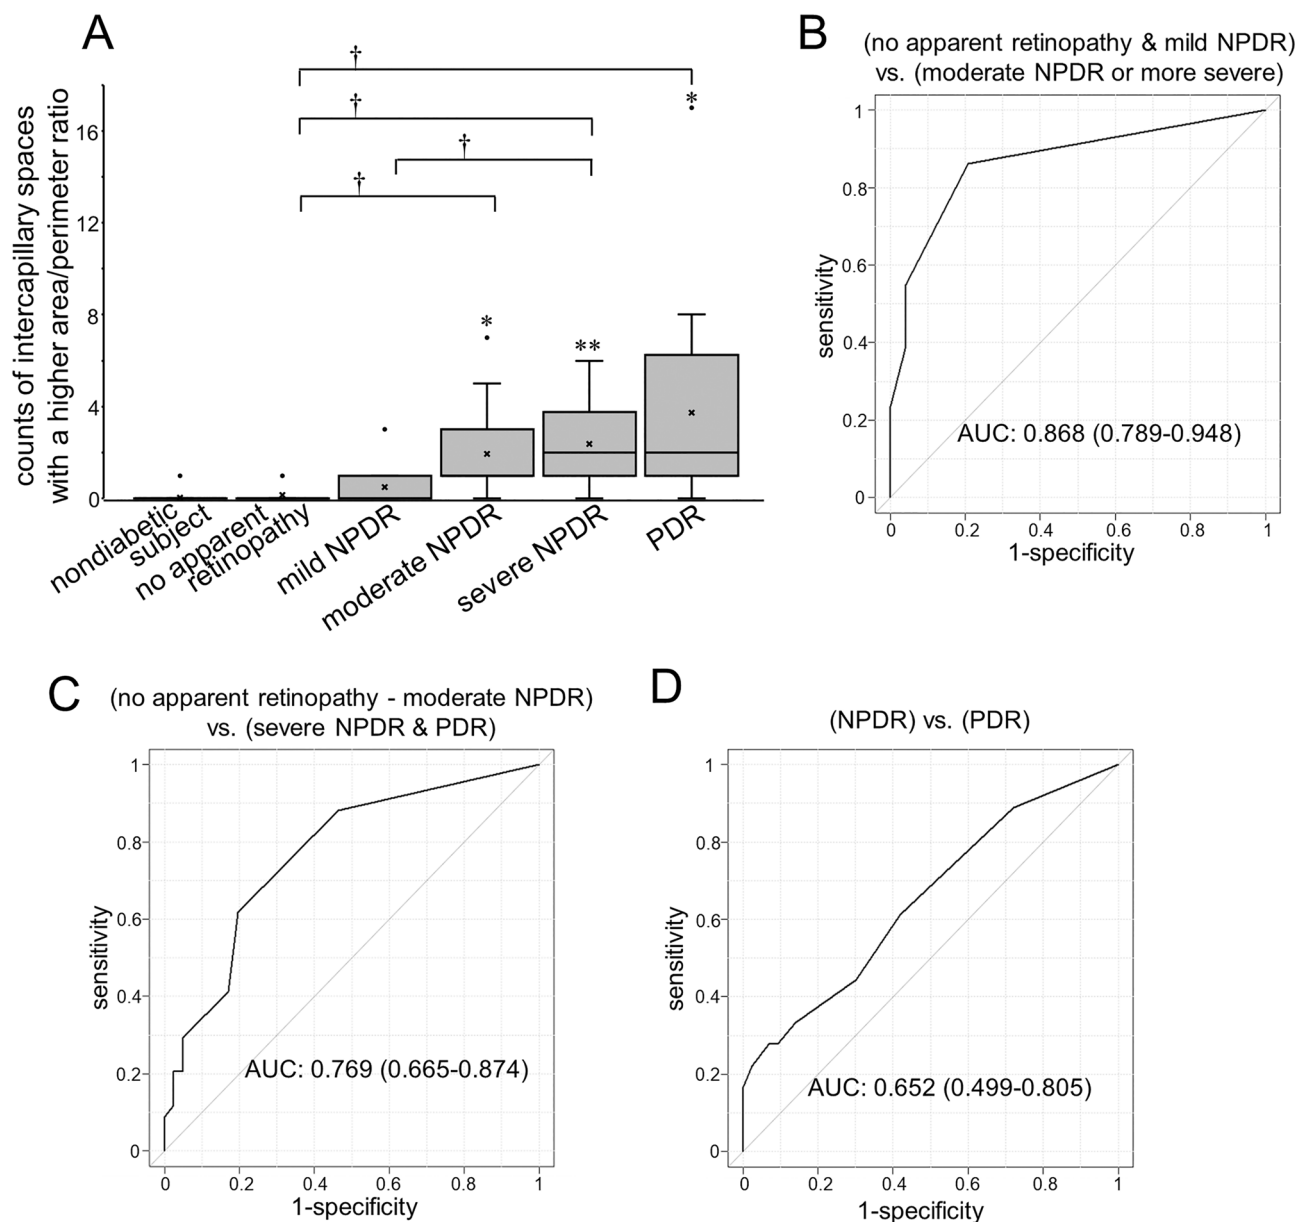 A
†
*
†
†
†
counts of intercapillary spaces
with a higher area/perimeter ratio
16
12
8
4
0
*
**
nondiabetic
subject
no apparent
retinopathy
mild NPDR
moderate NPDR
severe NPDR
PDR
B
(no apparent retinopathy & mild NPDR)
vs. (moderate NPDR or more severe)
sensitivity
1
0.8
0.6
0.4
0.2
0
AUC: 0.868 (0.789-0.948)
0 0.2 0.4 0.6 0.8 1
1-specificity
C
(no apparent retinopathy - moderate NPDR)
vs. (severe NPDR & PDR)
sensitivity
1
0.8
0.6
0.4
0.2
0
AUC: 0.769 (0.665-0.874)
0 0.2 0.4 0.6 0.8 1
1-specificity
D
(NPDR) vs. (PDR)
sensitivity
1
0.8
0.6
0.4
0.2
0
AUC: 0.652 (0.499-0.805)
0 0.2 0.4 0.6 0.8 1
1-specificity